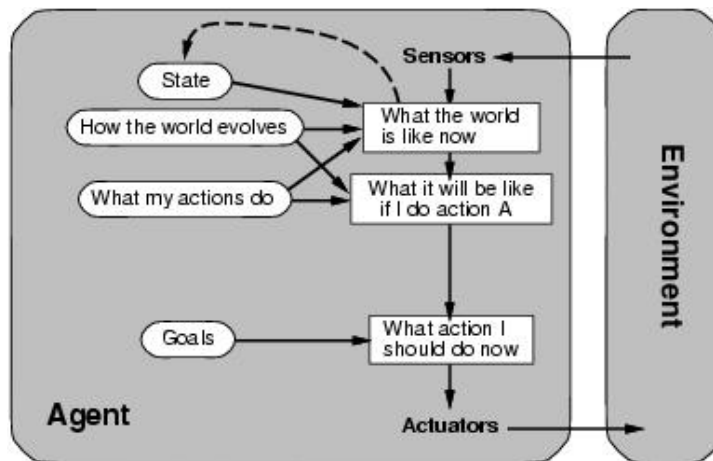 Sensors
State
What the world
is like now
How the world evolves
What it will be like
if I do action A
What my actions do
Goals
What action I
should do now
Agent
Actuators
Environment